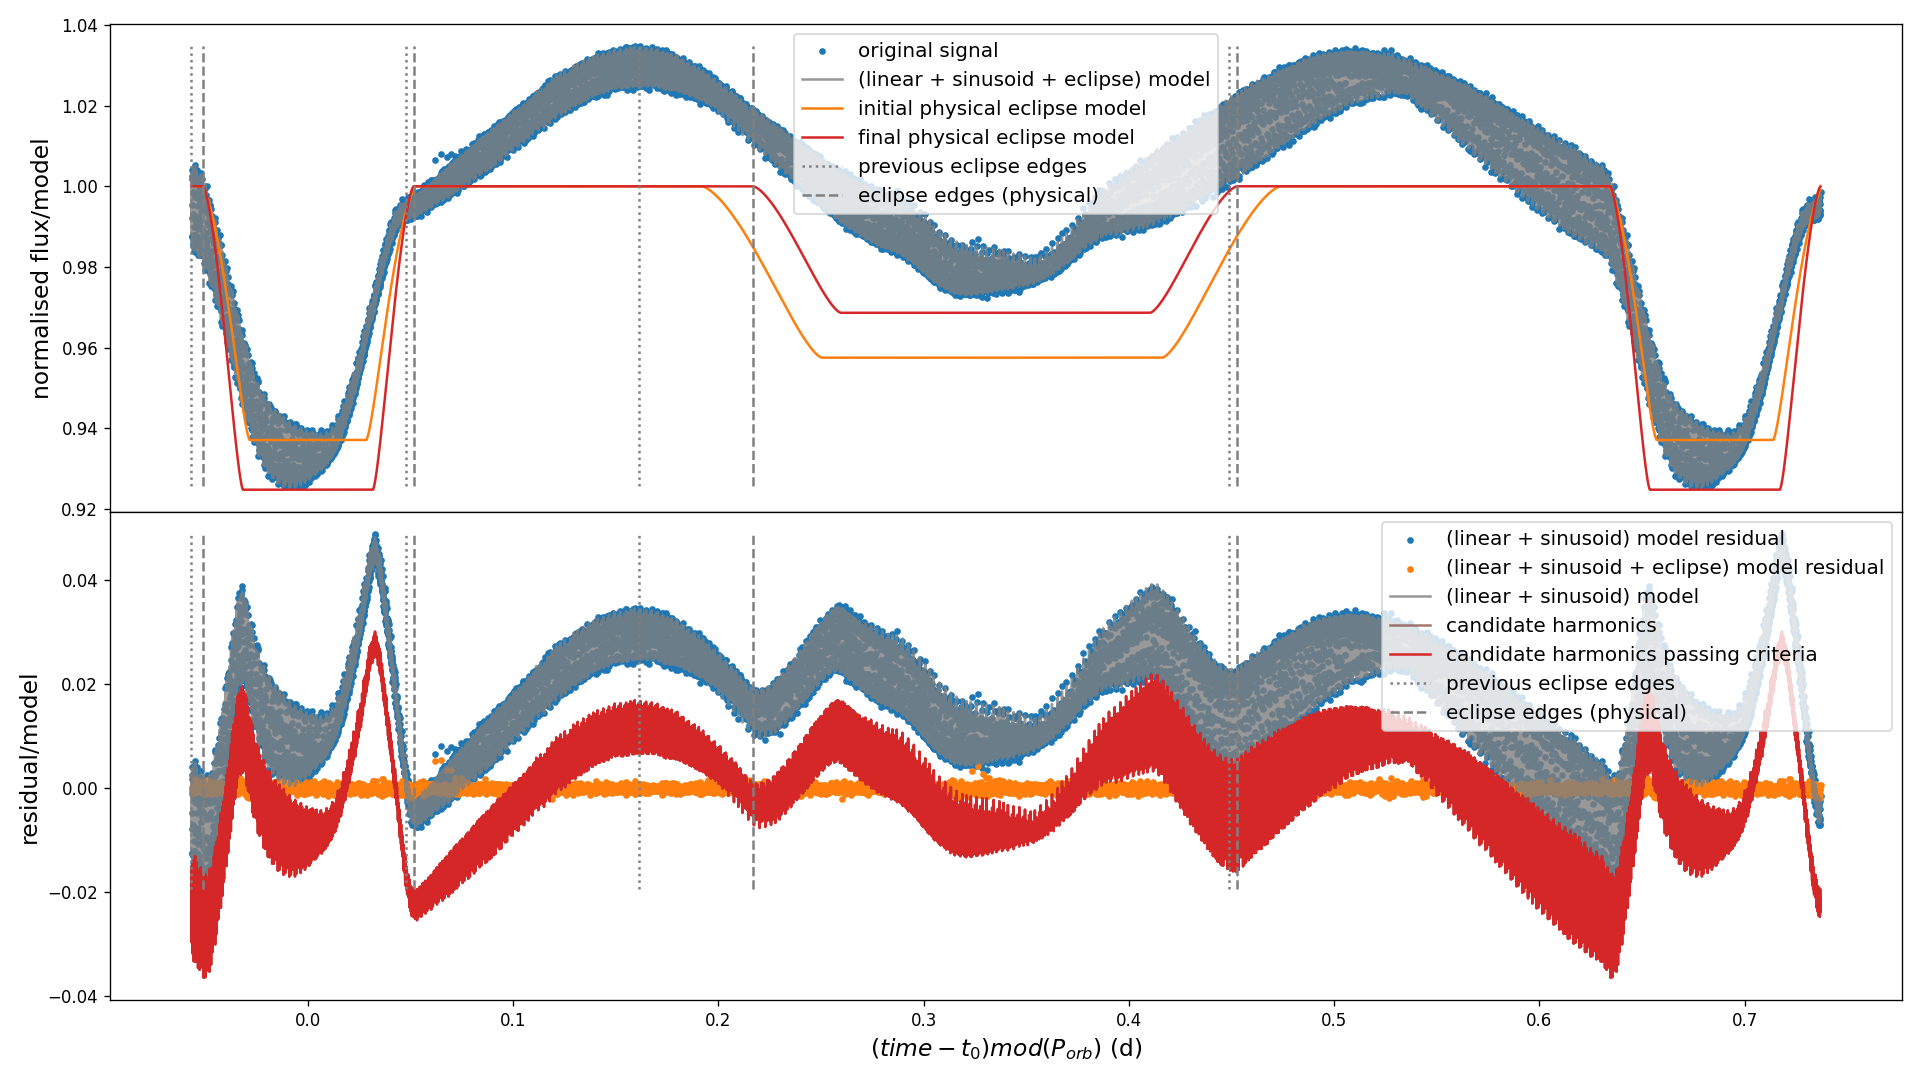 1.04
1.02
1.00
0.98
0.96
0.94
0.92
normalised flux/model
original signal
(linear + sinusoid + eclipse) model
initial physical eclipse model
final physical eclipse model
previous eclipse edges
eclipse edges (physical)
0.04
0.02
0.00
−0.02
−0.04
residual/model
(linear + sinusoid) model residual
(linear + sinusoid + eclipse) model residual
(linear + sinusoid) model
candidate harmonics
candidate harmonics passing criteria
previous eclipse edges
eclipse edges (physical)
0.0 0.1 0.2 0.3 0.4 0.5 0.6 0.7
(time − t₀)mod(P_orb) (d)